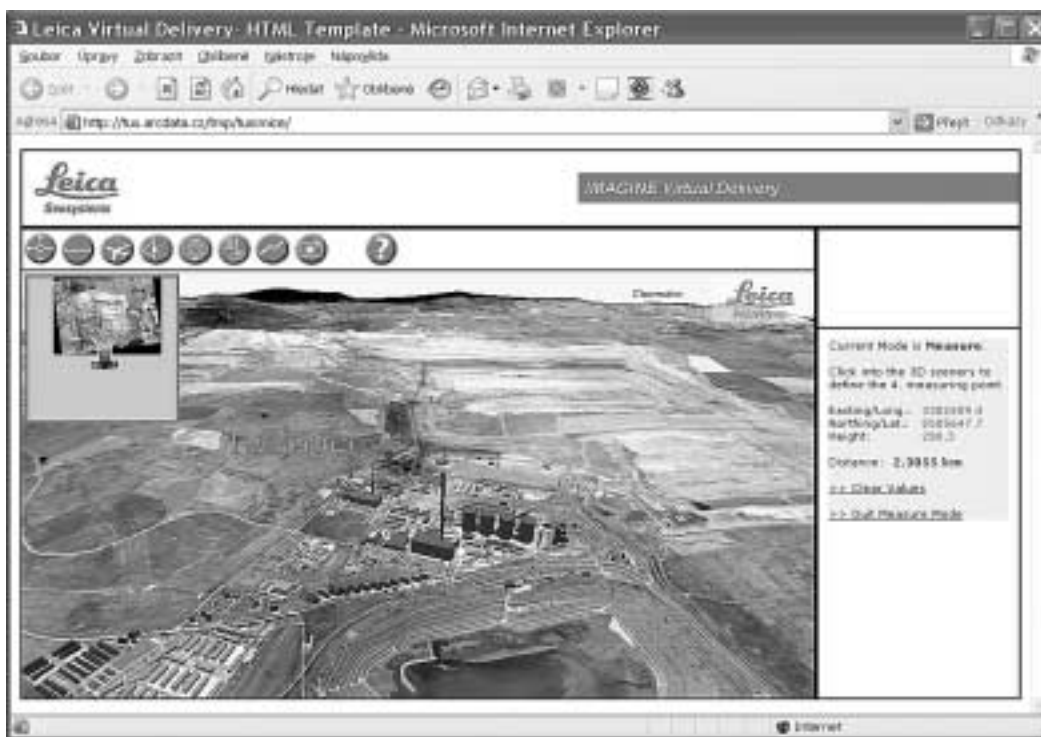 Leica Virtual Delivery- HTML Template - Microsoft Internet Explorer
Soubor Úpravy Zobrazit Oblíbené Nástroje Nápověda
Zpět Hledat Oblíbené
http://tus.arcdata.cz/tmp/tusimice/ Přejít Odkazy
Leica
Geosystems
IMAGINE Virtual Delivery
?
Leica
Current Mode is Measure.
Click into the 3D scenery to
define the 4. measuring point
Easting/Long..
Northing/Lat..
Height:
Distance: 2.3855 km
>> Clear Values
>> Quit Measure Mode
Internet